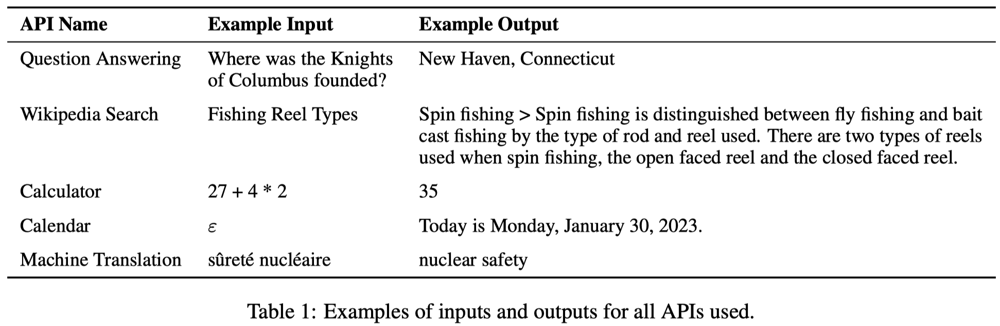 API Name Example Input Example Output
Question Answering Where was the Knights New Haven, Connecticut
of Columbus founded?
Wikipedia Search Fishing Reel Types Spin fishing > Spin fishing is distinguished between fly fishing and bait
cast fishing by the type of rod and reel used. There are two types of reels
used when spin fishing, the open faced reel and the closed faced reel.
Calculator 27 + 4 * 2 35
Calendar ε Today is Monday, January 30, 2023.
Machine Translation sûreté nucléaire nuclear safety
Table 1: Examples of inputs and outputs for all APIs used.